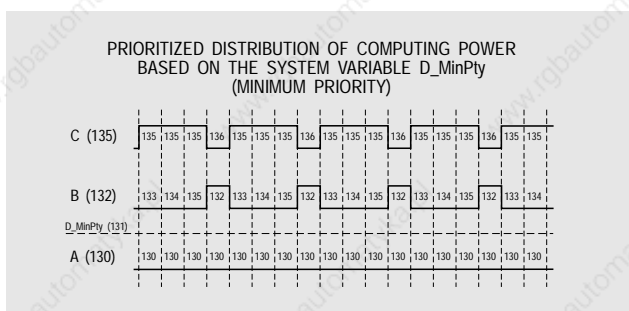 PRIORITIZED DISTRIBUTION OF COMPUTING POWER
BASED ON THE SYSTEM VARIABLE D_MinPty
(MINIMUM PRIORITY)
C (135) 135 135 135 136 135 135 135 136 135 135 135 136 135 135 135 136 135 135
B (132) 133 134 135 132 133 134 135 132 133 134 135 132 133 134 135 132 133 134
D_MinPty (131)
A (130) 130 130 130 130 130 130 130 130 130 130 130 130 130 130 130 130 130 130